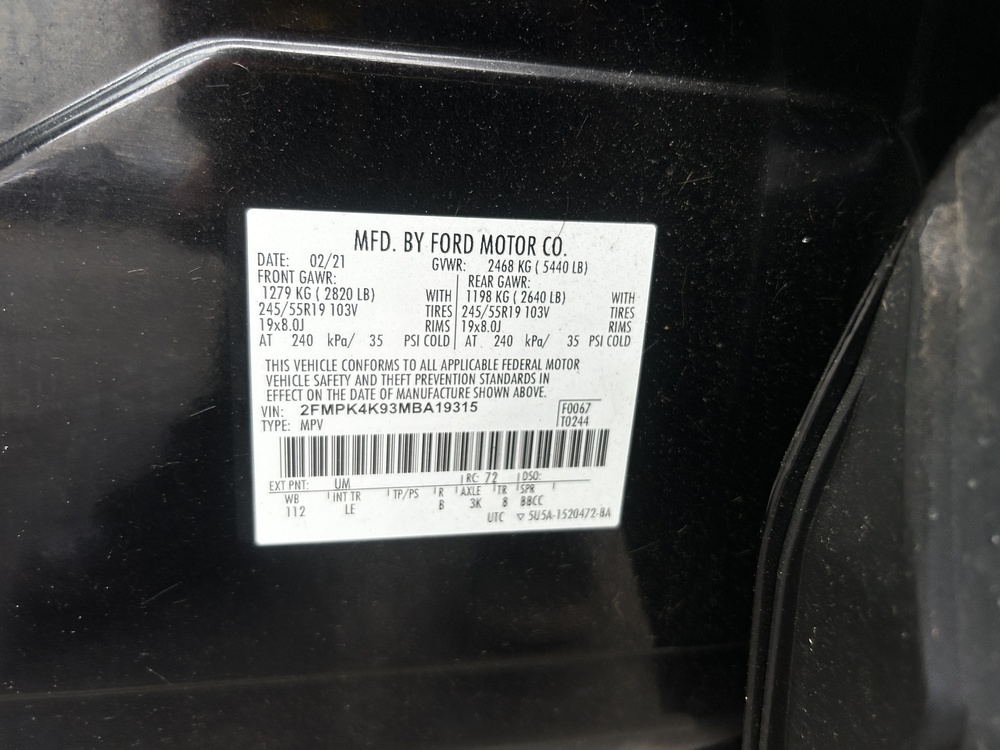 MFD. BY FORD MOTOR CO.
DATE: 02/21 GVWR: 2468 KG ( 5440 LB)
FRONT GAWR: REAR GAWR:
1279 KG ( 2820 LB) WITH 1198 KG ( 2640 LB) WITH
245/55R19 103V TIRES 245/55R19 103V TIRES
19x8.0J RIMS 19x8.0J RIMS
AT 240 kPa/ 35 PSI COLD AT 240 kPa/ 35 PSI COLD
THIS VEHICLE CONFORMS TO ALL APPLICABLE FEDERAL MOTOR
VEHICLE SAFETY AND THEFT PREVENTION STANDARDS IN
EFFECT ON THE DATE OF MANUFACTURE SHOWN ABOVE.
VIN: 2FMPK4K93MBA19315 F0067
TYPE: MPV T0244
EXT PNT: UM RC: 72 DSO:
WB INT TR TP/PS R AXLE TR SPR
112 LE B 3K 8 BBCC
UTC ▽ 5U5A-1520472-BA